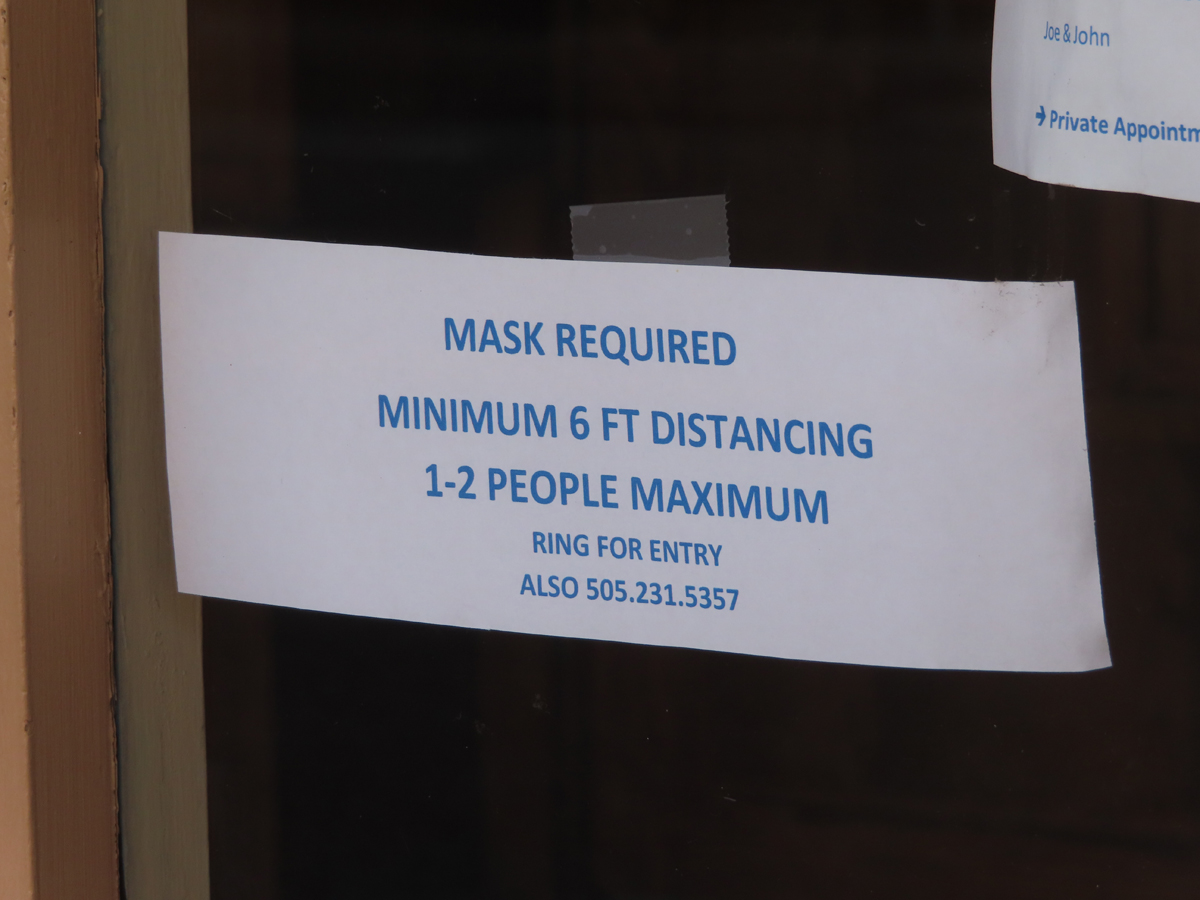 Joe & John
→ Private
MASK REQUIRED
MINIMUM 6 FT DISTANCING
1-2 PEOPLE MAXIMUM
RING FOR ENTRY
ALSO 505.231.5357